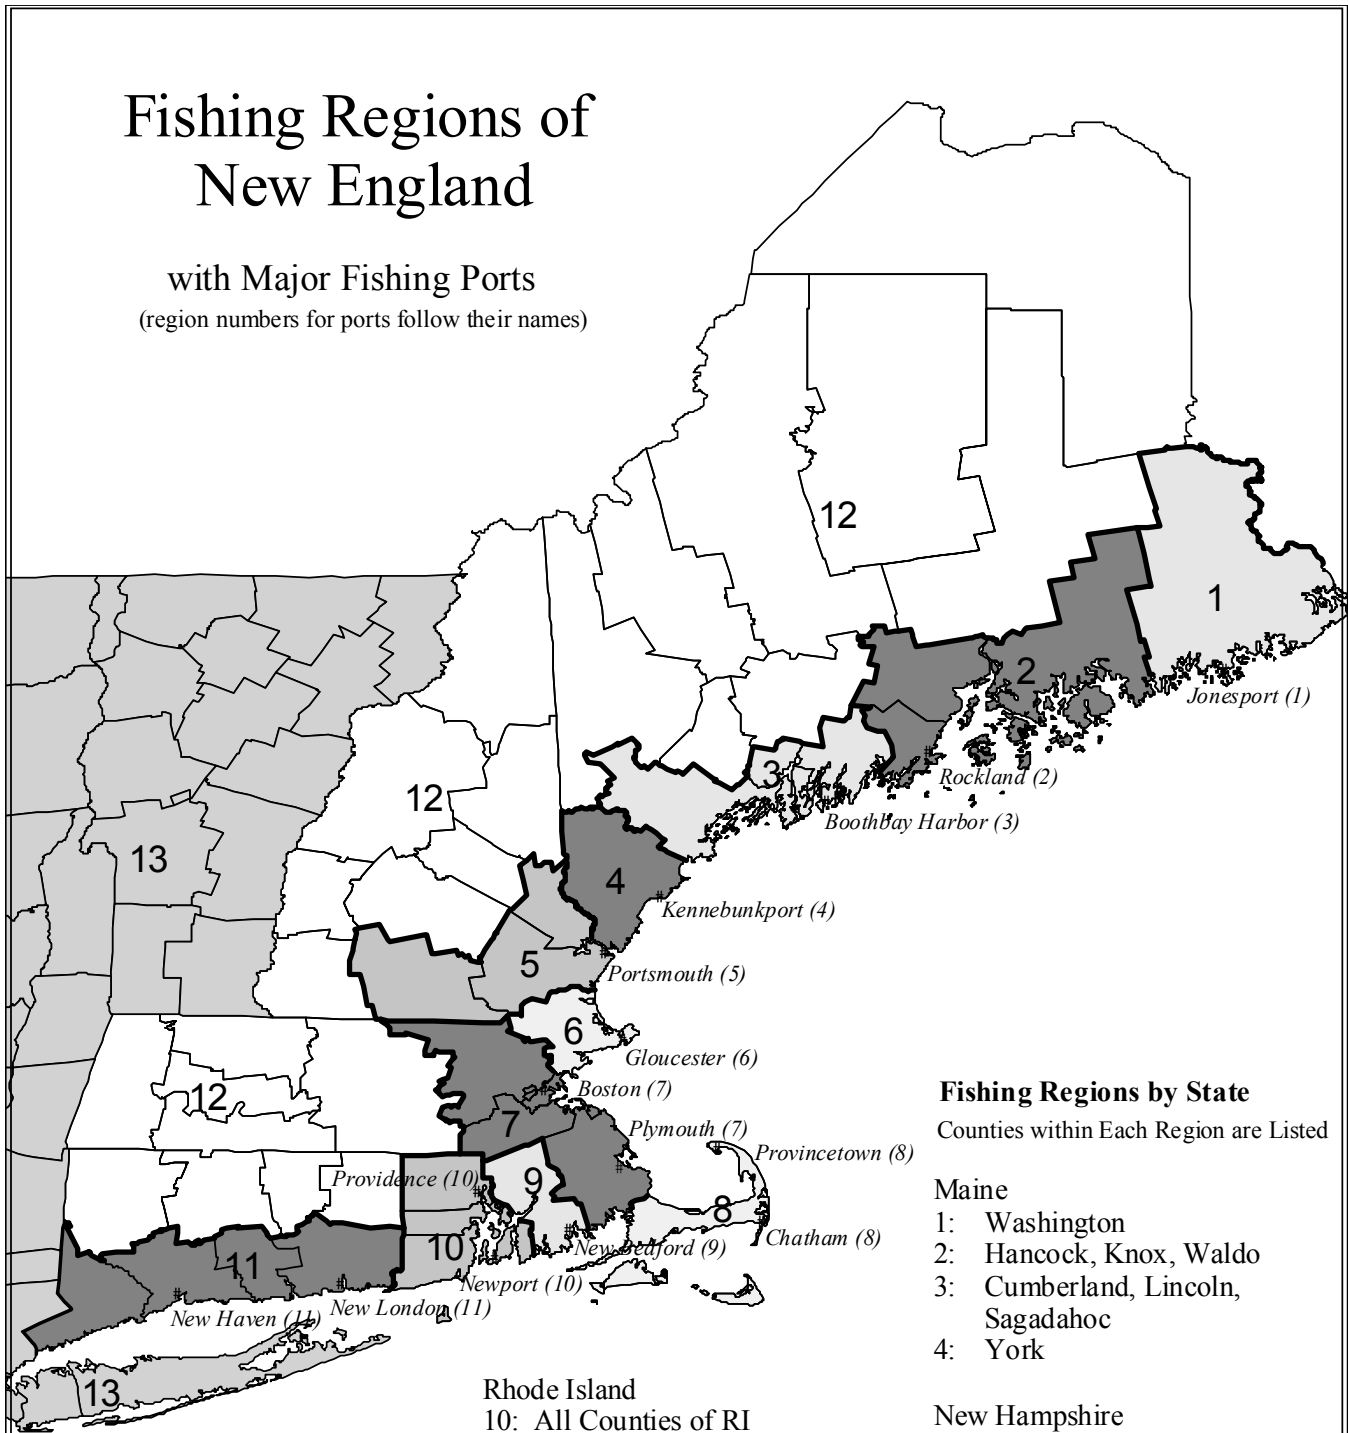 Fishing Regions of
New England
with Major Fishing Ports
(region numbers for ports follow their names)
12
1
2
Jonesport (1)
3
Rockland (2)
12
Boothbay Harbor (3)
13
4
Kennebunkport (4)
5
Portsmouth (5)
6
Gloucester (6)
Boston (7)
12
7
Plymouth (7)
Provincetown (8)
Providence (10)
9
8
Chatham (8)
10
New Bedford (9)
11
Newport (10)
New London (11)
New Haven (11)
13
Fishing Regions by State
Counties within Each Region are Listed
Maine
1: Washington
2: Hancock, Knox, Waldo
3: Cumberland, Lincoln,
Sagadahoc
4: York
New Hampshire
Rhode Island
10: All Counties of RI